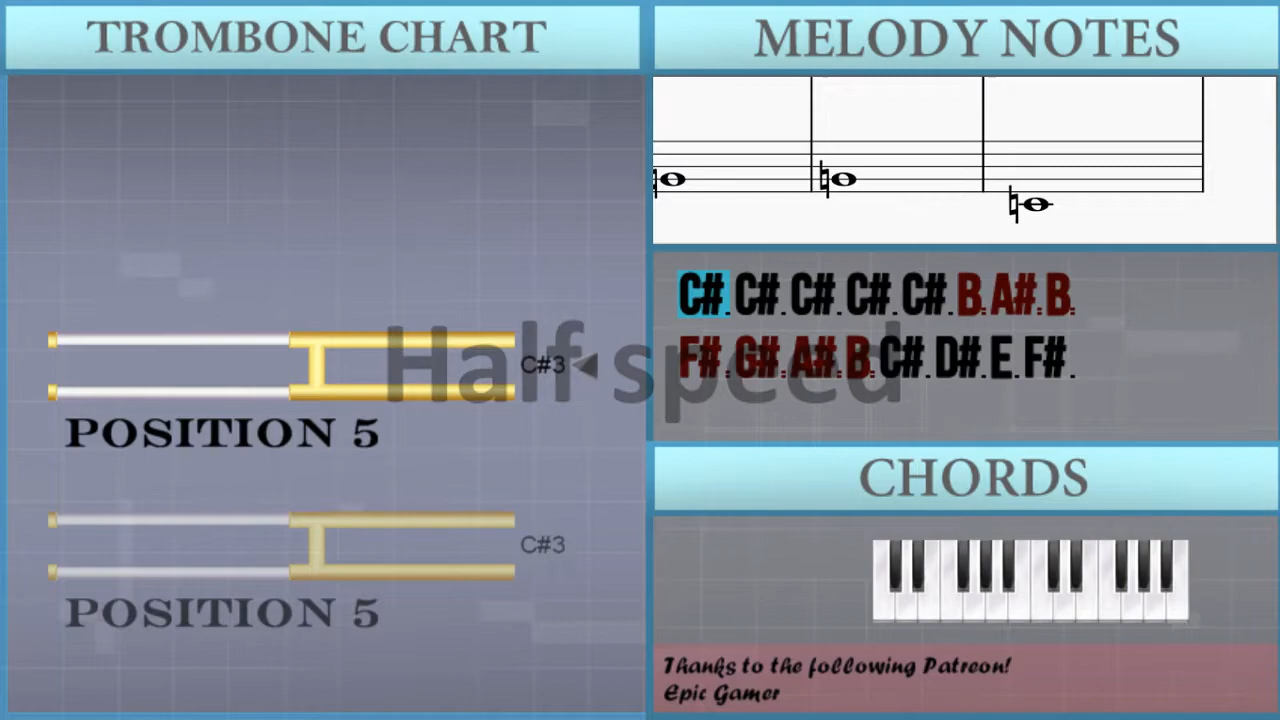 TROMBONE CHART
MELODY NOTES
C#.C#.C#.C#.C#.B.A#.B.
F#.G#.A#.B.C#.D#.E.F#.
Half speed
C#3
POSITION 5
C#3
POSITION 5
CHORDS
Thanks to the following Patreon!
Epic Gamer